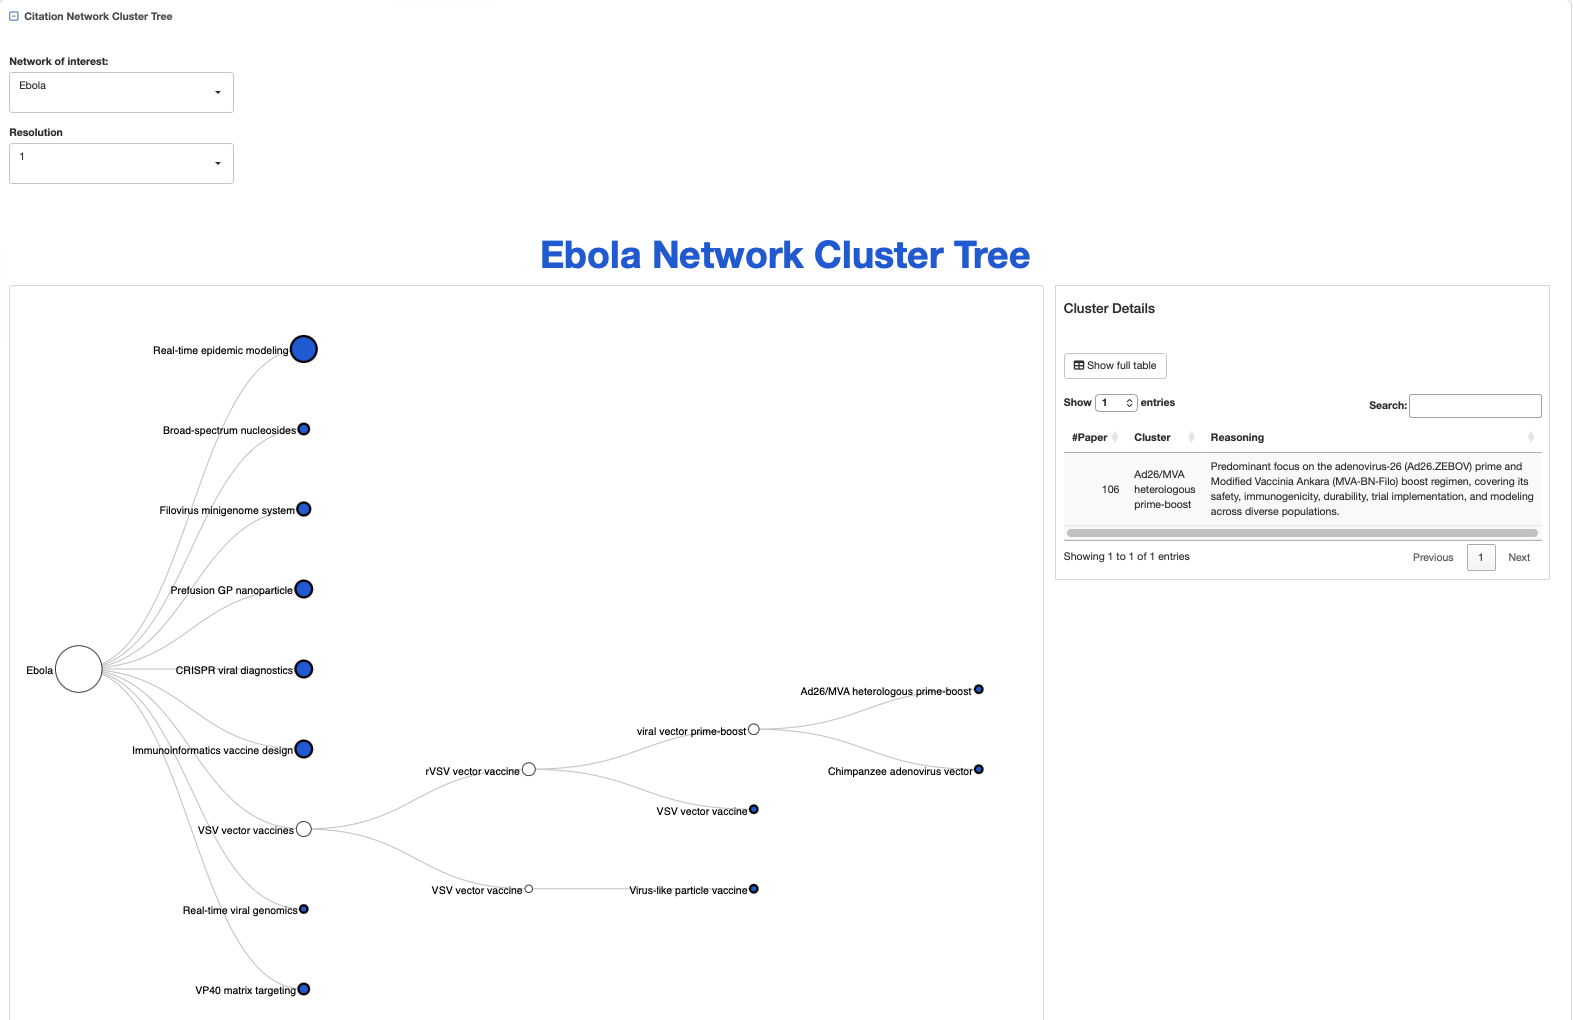 Citation Network Cluster Tree
Network of interest:
Ebola
Resolution
1
Ebola Network Cluster Tree
Real-time epidemic modeling
Broad-spectrum nucleosides
Filovirus minigenome system
Prefusion GP nanoparticle
Ebola
CRISPR viral diagnostics
Ad26/MVA heterologous prime-boost
viral vector prime-boost
Immunoinformatics vaccine design
rVSV vector vaccine
Chimpanzee adenovirus vector
VSV vector vaccine
VSV vector vaccines
VSV vector vaccine
Virus-like particle vaccine
Real-time viral genomics
VP40 matrix targeting
Cluster Details
Show full table
Show 1 entries
Search:
#Paper Cluster Reasoning
106
Ad26/MVA
heterologous
prime-boost
Predominant focus on the adenovirus-26 (Ad26.ZEBOV) prime and
Modified Vaccinia Ankara (MVA-BN-Filo) boost regimen, covering its
safety, immunogenicity, durability, trial implementation, and modeling
across diverse populations.
Showing 1 to 1 of 1 entries
Previous 1 Next